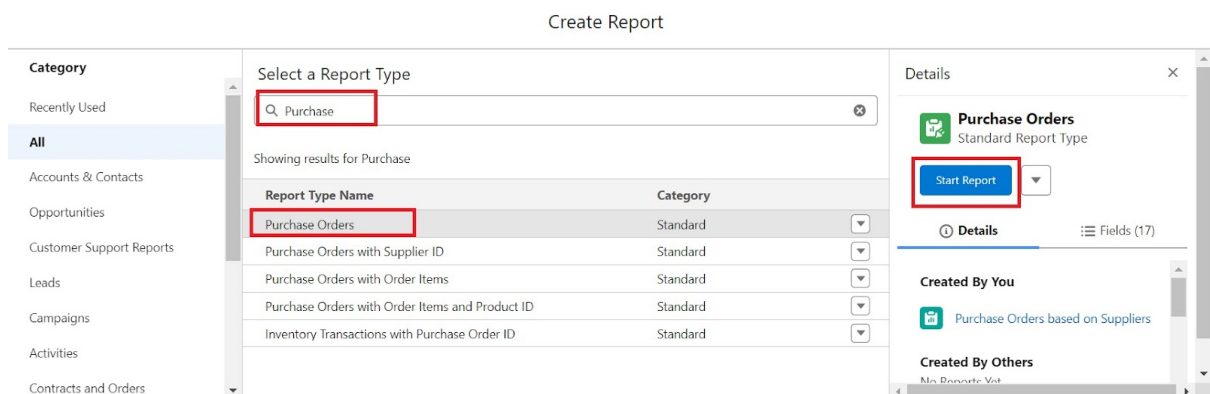 Create Report
Category
Recently Used
All
Accounts & Contacts
Opportunities
Customer Support Reports
Leads
Campaigns
Activities
Contracts and Orders
Select a Report Type
Purchase
Showing results for Purchase
Report Type Name Category
Purchase Orders Standard
Purchase Orders with Supplier ID Standard
Purchase Orders with Order Items Standard
Purchase Orders with Order Items and Product ID Standard
Inventory Transactions with Purchase Order ID Standard
Details
Purchase Orders
Standard Report Type
Start Report
Details Fields (17)
Created By You
Purchase Orders based on Suppliers
Created By Others
No Reports Yet